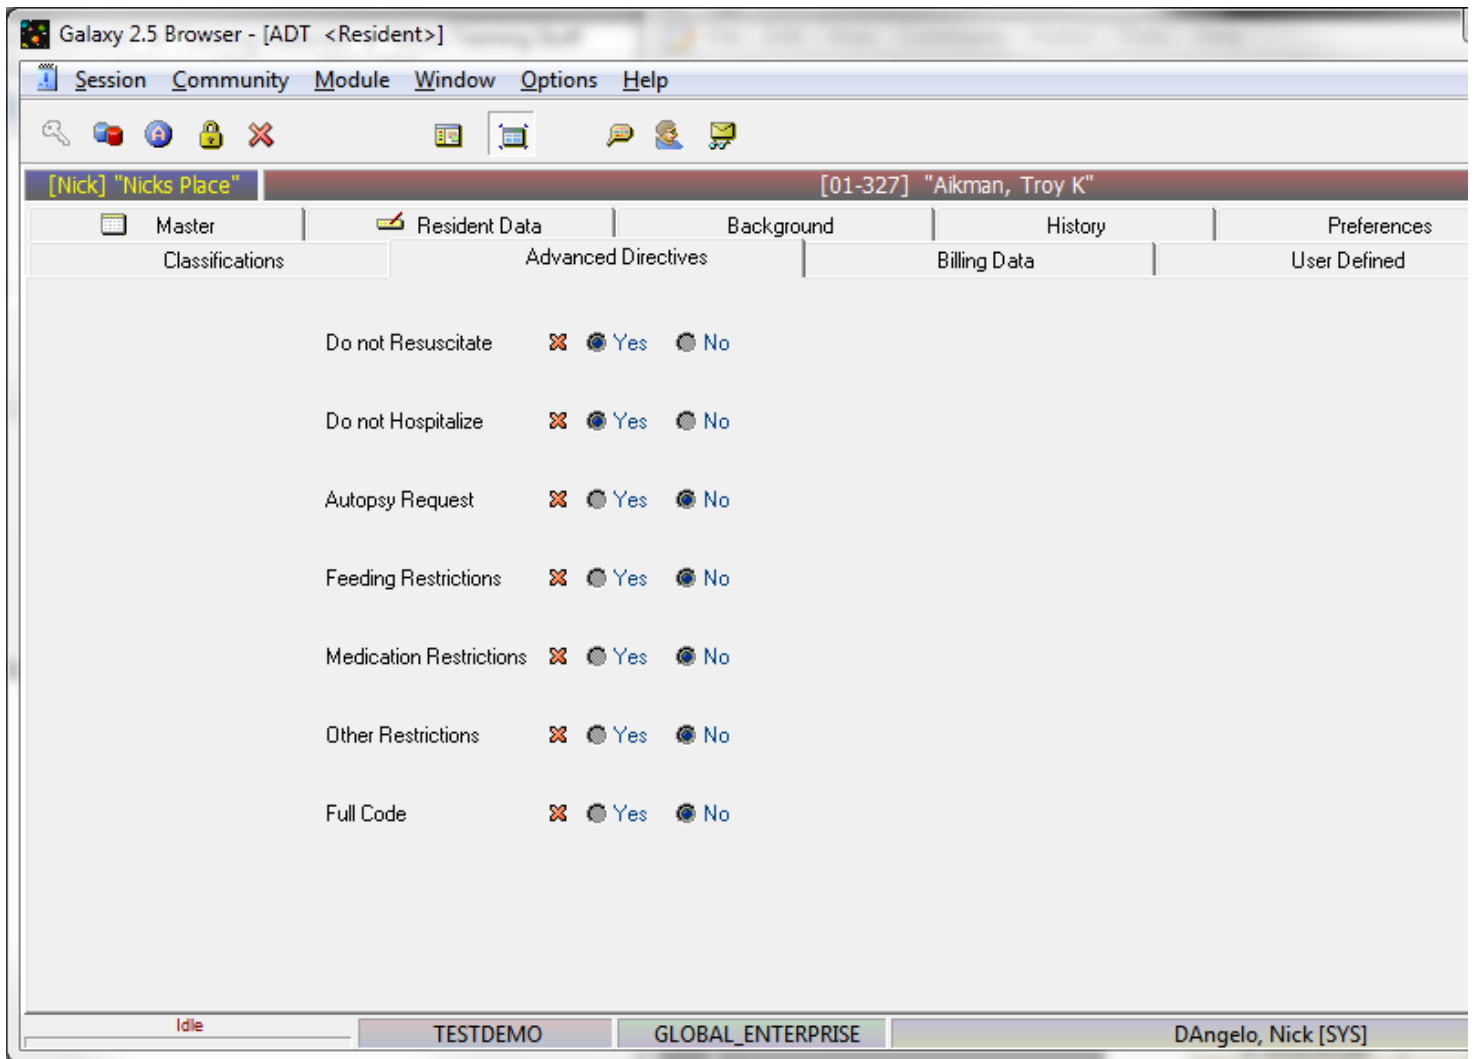 Galaxy 2.5 Browser - [ADT <Resident>]
Session Community Module Window Options Help
[Nick] "Nicks Place" [01-327] "Aikman, Troy K"
Master Resident Data Background History Preferences
Classifications Advanced Directives Billing Data User Defined
Do not Resuscitate Yes No
Do not Hospitalize Yes No
Autopsy Request Yes No
Feeding Restrictions Yes No
Medication Restrictions Yes No
Other Restrictions Yes No
Full Code Yes No
Idle TESTDEMO GLOBAL_ENTERPRISE DAngelo, Nick [SYS]